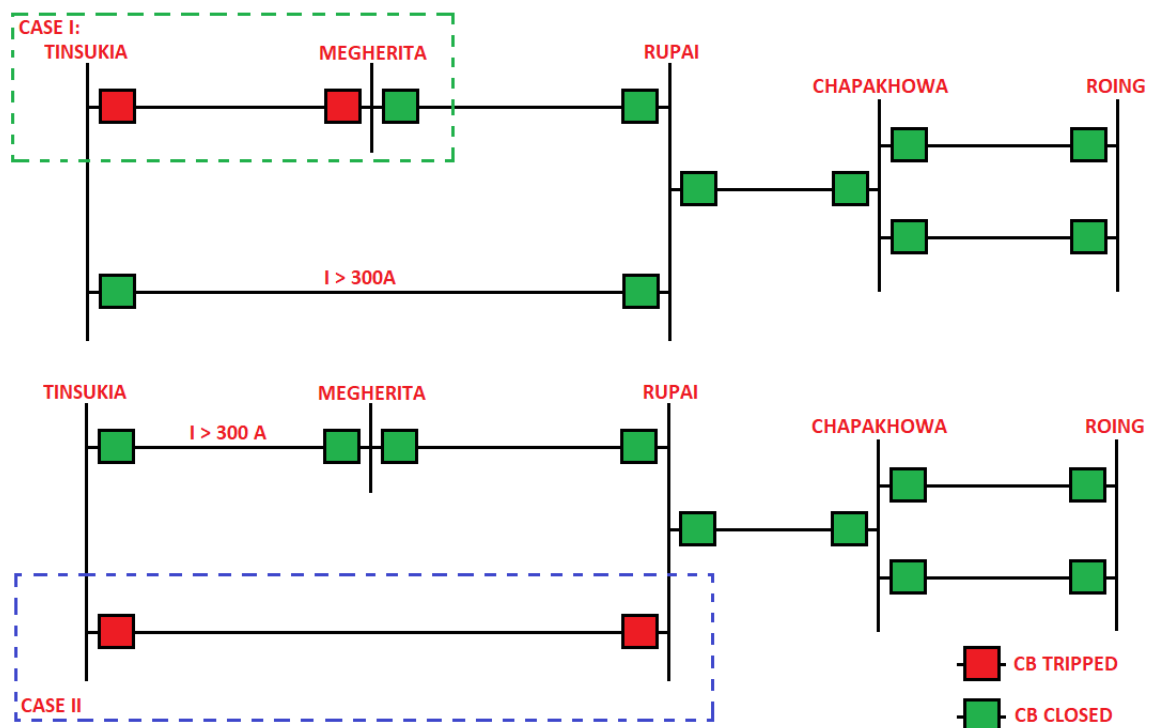 CASE I:
TINSUKIA
MEGHERITA
RUPAI
CHAPAKHOWA
ROING
I > 300A
TINSUKIA
MEGHERITA
RUPAI
I > 300 A
CHAPAKHOWA
ROING
CASE II
CB TRIPPED
CB CLOSED